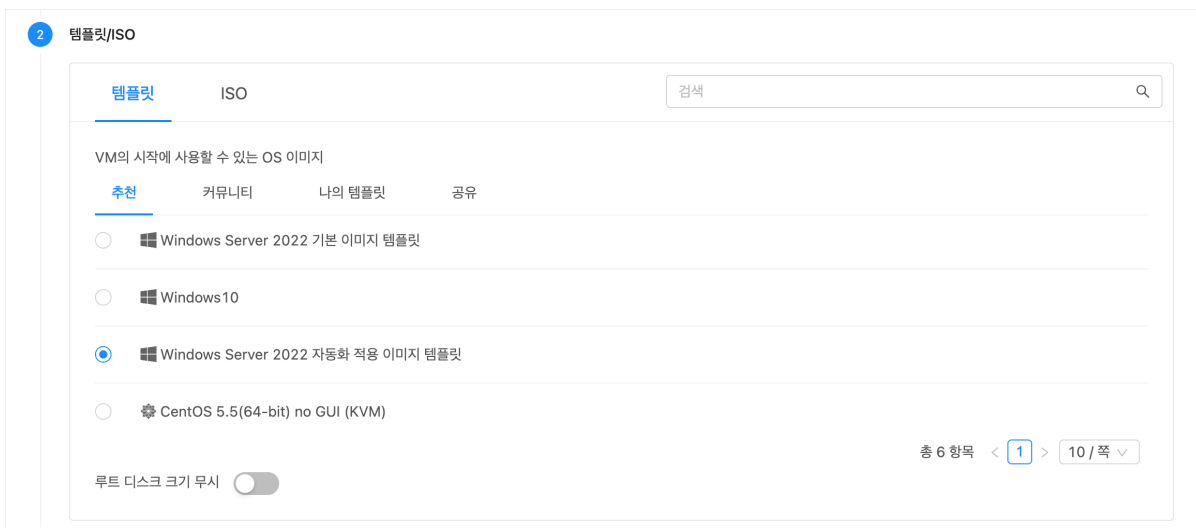 2 템플릿/ISO
템플릿 ISO 검색
VM의 시작에 사용할 수 있는 OS 이미지
추천 커뮤니티 나의 템플릿 공유
Windows Server 2022 기본 이미지 템플릿
Windows10
Windows Server 2022 자동화 적용 이미지 템플릿
CentOS 5.5(64-bit) no GUI (KVM)
총 6 항목 < 1 > 10 / 쪽
루트 디스크 크기 무시